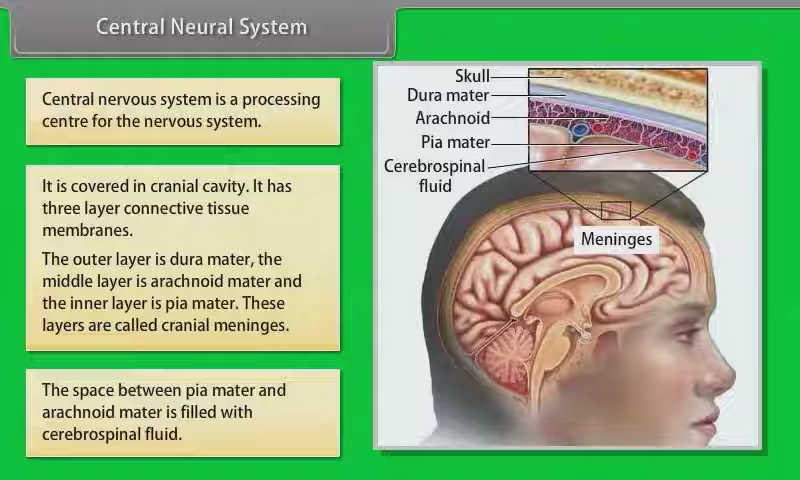 Central Neural System
Central nervous system is a processing
centre for the nervous system.
It is covered in cranial cavity. It has
three layer connective tissue
membranes.
The outer layer is dura mater, the
middle layer is arachnoid mater and
the inner layer is pia mater. These
layers are called cranial meninges.
The space between pia mater and
arachnoid mater is filled with
cerebrospinal fluid.
Skull
Dura mater
Arachnoid
Pia mater
Cerebrospinal
fluid
Meninges